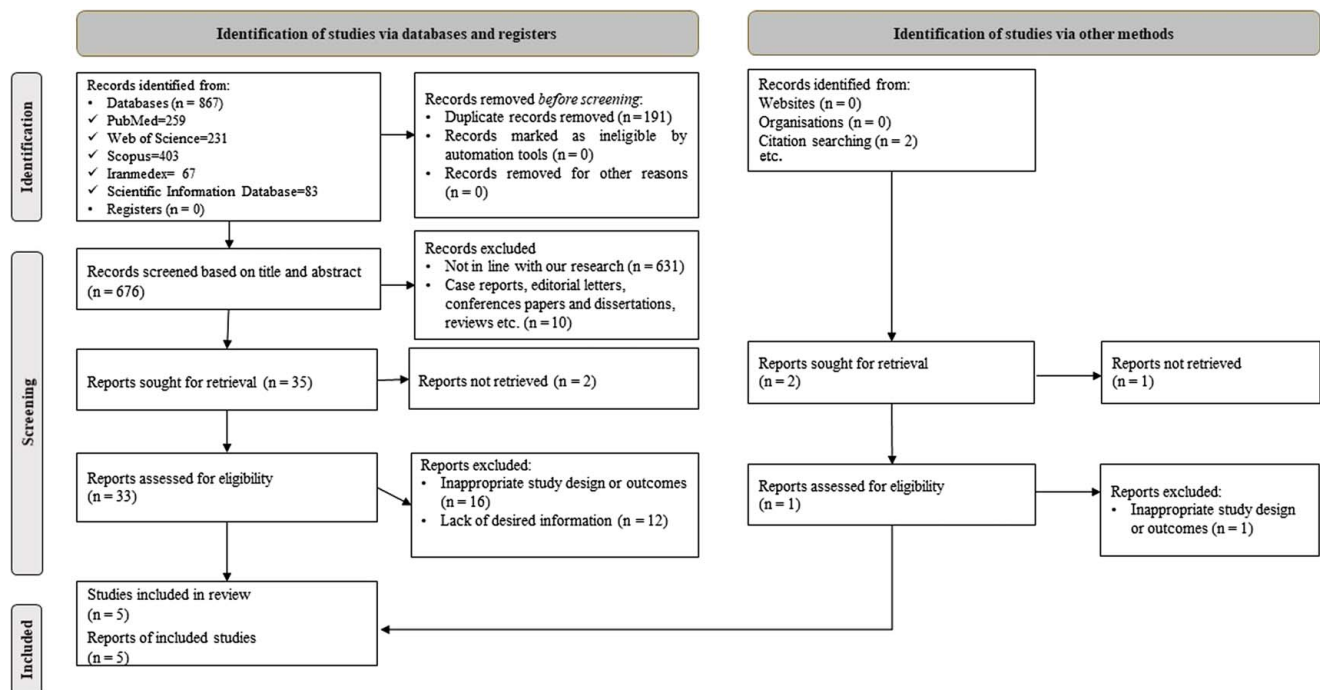 Identification of studies via databases and registers
Identification of studies via other methods
Identification
Records identified from:
• Databases (n = 867)
✓ PubMed=259
✓ Web of Science=231
✓ Scopus=403
✓ Iranmedex= 67
✓ Scientific Information Database=83
• Registers (n = 0)
Records removed before screening:
• Duplicate records removed (n=191)
• Records marked as ineligible by
automation tools (n = 0)
• Records removed for other reasons
(n = 0)
Records identified from:
Websites (n = 0)
Organisations (n = 0)
Citation searching (n = 2)
etc.
Screening
Records screened based on title and abstract
(n = 676)
Records excluded
• Not in line with our research (n = 631)
• Case reports, editorial letters,
conferences papers and dissertations,
reviews etc. (n = 10)
Reports sought for retrieval (n = 35)
Reports not retrieved (n = 2)
Reports sought for retrieval
(n = 2)
Reports not retrieved
(n = 1)
Reports assessed for eligibility
(n = 33)
Reports excluded:
• Inappropriate study design or outcomes
(n = 16)
• Lack of desired information (n = 12)
Reports assessed for eligibility
(n = 1)
Reports excluded:
• Inappropriate study design
or outcomes (n = 1)
Included
Studies included in review
(n = 5)
Reports of included studies
(n = 5)